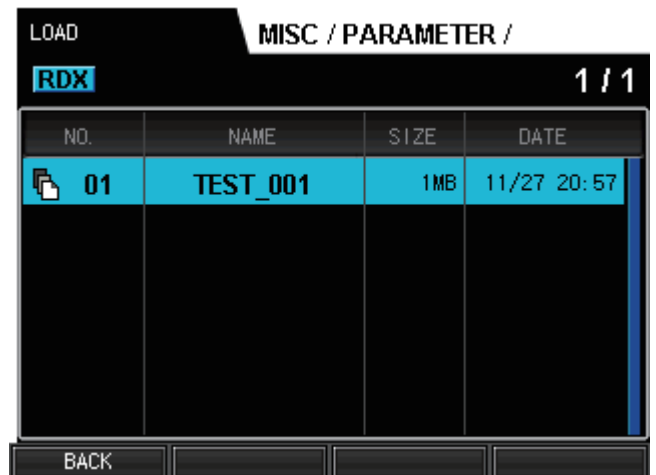 LOAD MISC / PARAMETER /
RDX 1 / 1
NO. NAME SIZE DATE
01 TEST_001 1MB 11/27 20:57
BACK